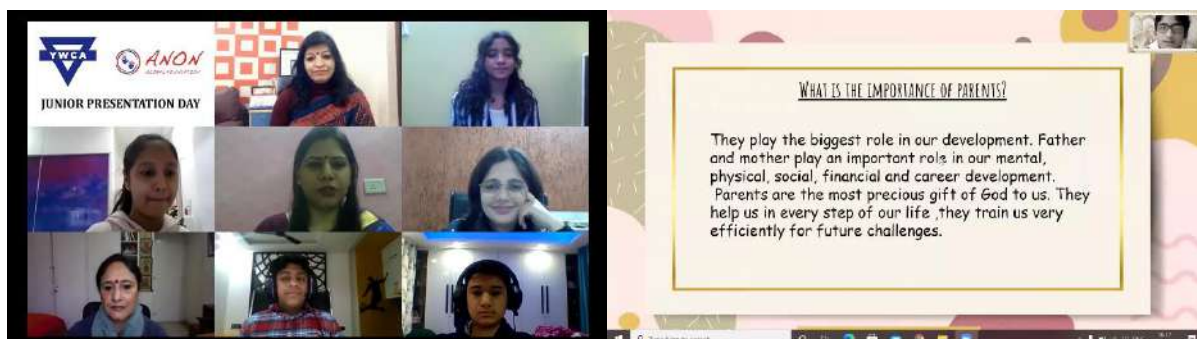 YWCA
ANON
GLOBAL FOUNDATION
JUNIOR PRESENTATION DAY
WHAT IS THE IMPORTANCE OF PARENTS?
They play the biggest role in our development. Father
and mother play an important role in our mental,
physical, social, financial and career development.
Parents are the most precious gift of God to us. They
help us in every step of our life ,they train us very
efficiently for future challenges.